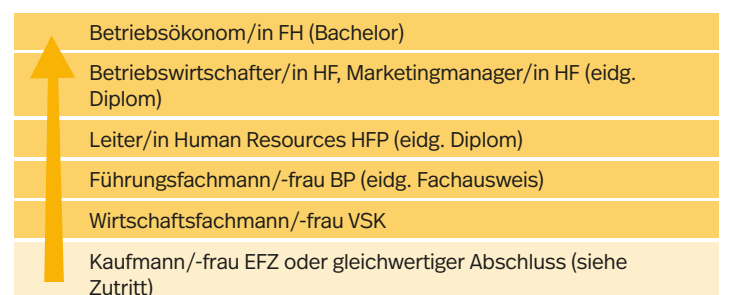 Betriebsökonom/in FH (Bachelor)
Betriebswirtschafter/in HF, Marketingmanager/in HF (eidg.
Diplom)
Leiter/in Human Resources HFP (eidg. Diplom)
Führungsfachmann/-frau BP (eidg. Fachausweis)
Wirtschaftsfachmann/-frau VSK
Kaufmann/-frau EFZ oder gleichwertiger Abschluss (siehe
Zutritt)